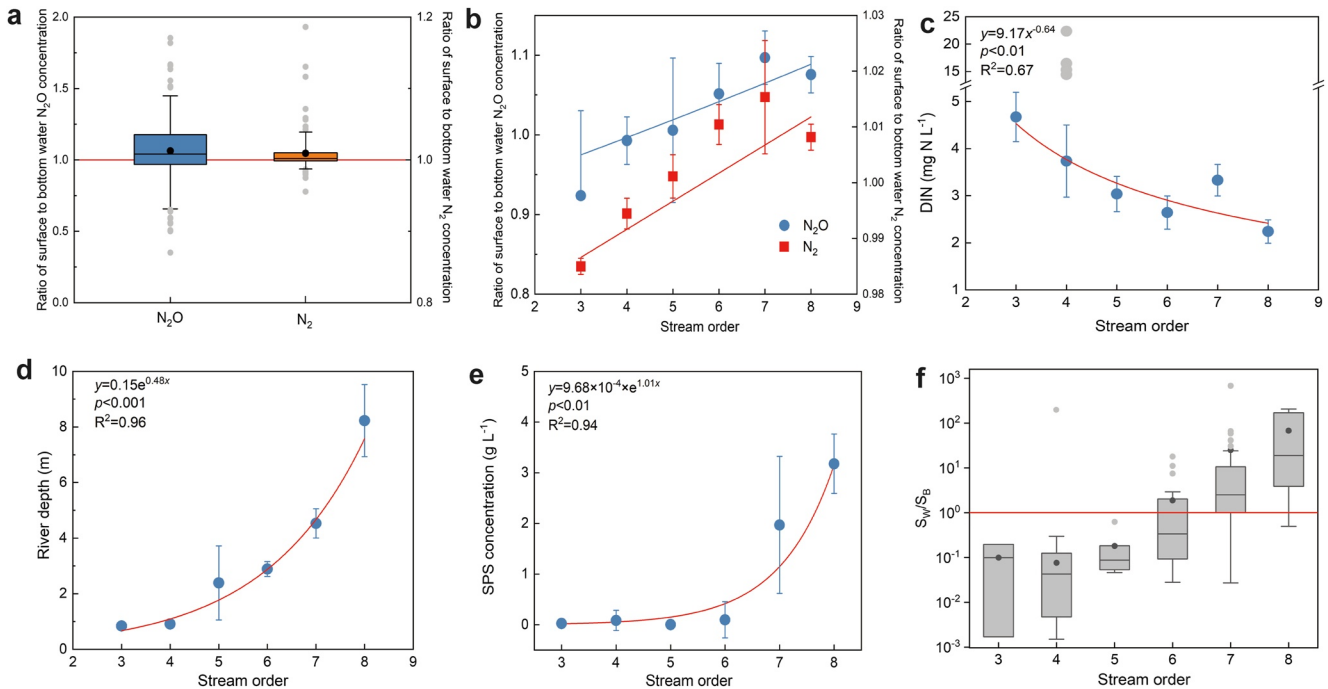 a
Ratio of surface to bottom water N₂O concentration
2.0
1.5
1.0
0.5
0.0
N₂O
N₂
1.2
1.0
0.8
Ratio of surface to bottom water N₂ concentration
b
Ratio of surface to bottom water N₂O concentration
1.1
1.0
0.9
0.8
N₂O
N₂
2
3
4
5
6
7
8
9
Stream order
1.03
1.02
1.01
1.00
0.99
0.98
Ratio of surface to bottom water N₂ concentration
c
y=9.17x⁻⁰·⁶⁴
p<0.01
R²=0.67
DIN (mg N L⁻¹)
25
20
15
5
4
3
2
1
2
3
4
5
6
7
8
9
Stream order
d
y=0.15e⁰·⁴⁸ˣ
p<0.001
R²=0.96
River depth (m)
10
8
6
4
2
0
2
3
4
5
6
7
8
9
Stream order
e
y=9.68×10⁻⁴×e¹·⁰¹ˣ
p<0.01
R²=0.94
SPS concentration (g L⁻¹)
5
4
3
2
1
0
3
4
5
6
7
8
Stream order
f
S_W/S_B
10³
10²
10¹
10⁰
10⁻¹
10⁻²
10⁻³
3
4
5
6
7
8
Stream order